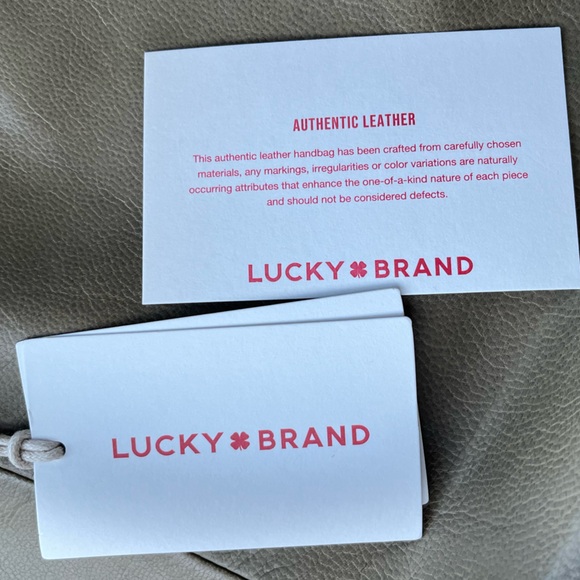 AUTHENTIC LEATHER
This authentic leather handbag has been crafted from carefully chosen
materials, any markings, irregularities or color variations are naturally
occurring attributes that enhance the one-of-a-kind nature of each piece
and should not be considered defects.
LUCKY BRAND
LUCKY BRAND